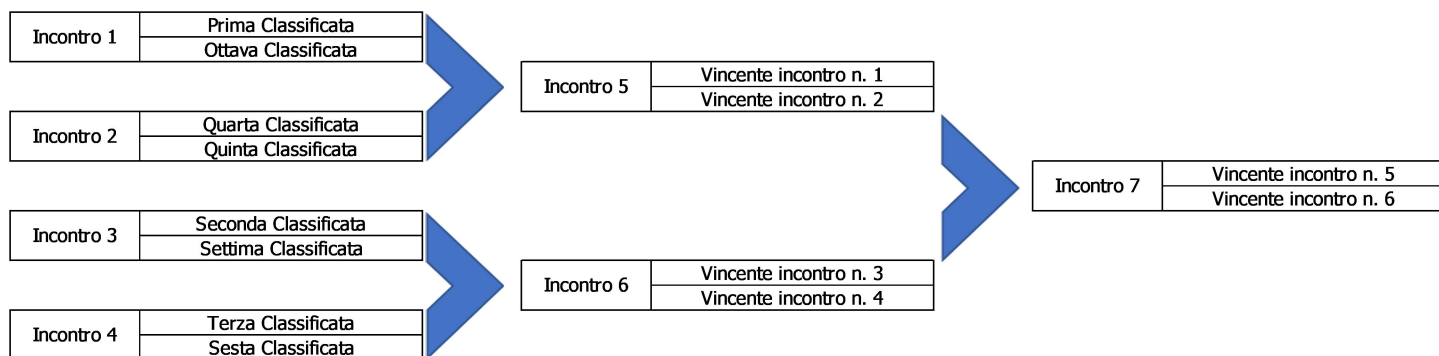 Incontro 1
Prima Classificata
Ottava Classificata
Incontro 2
Quarta Classificata
Quinta Classificata
Incontro 3
Seconda Classificata
Settima Classificata
Incontro 4
Terza Classificata
Sesta Classificata
Incontro 5
Vincente incontro n. 1
Vincente incontro n. 2
Incontro 6
Vincente incontro n. 3
Vincente incontro n. 4
Incontro 7
Vincente incontro n. 5
Vincente incontro n. 6